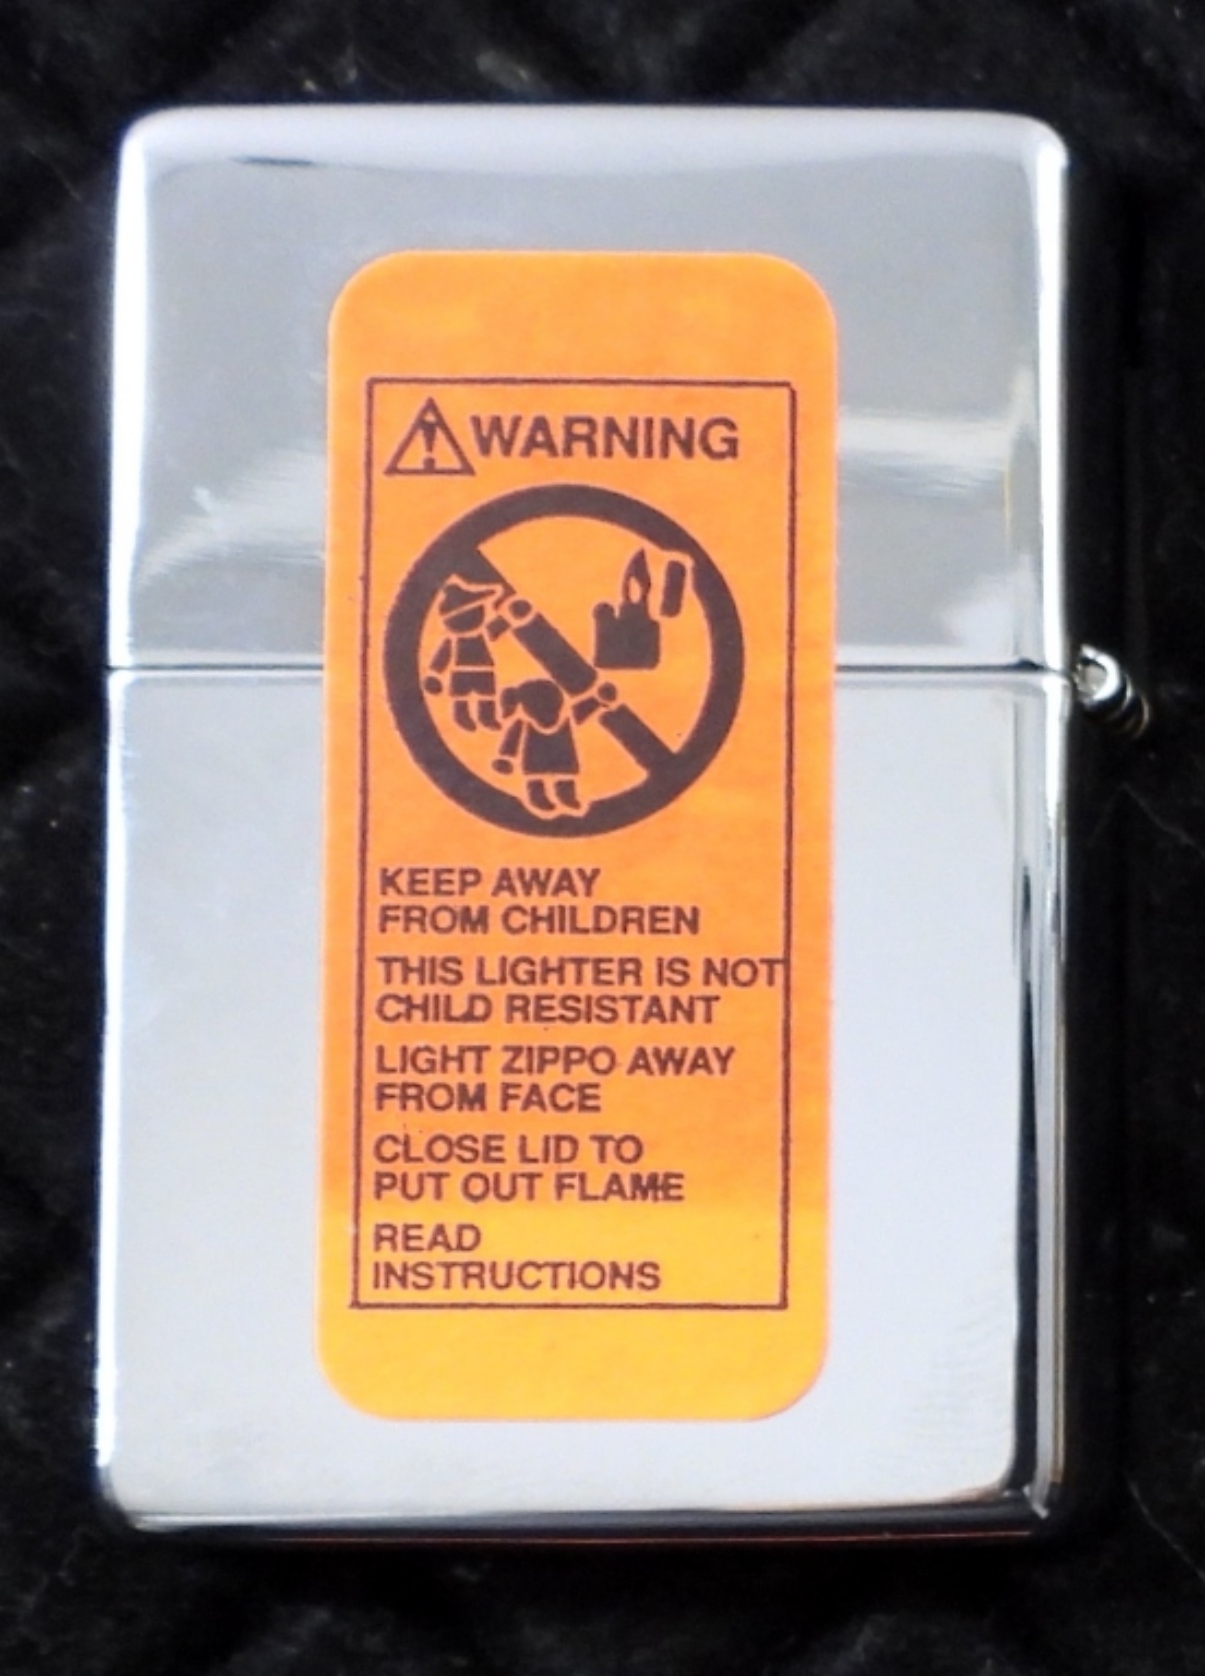 WARNING
KEEP AWAY
FROM CHILDREN
THIS LIGHTER IS NOT
CHILD RESISTANT
LIGHT ZIPPO AWAY
FROM FACE
CLOSE LID TO
PUT OUT FLAME
READ
INSTRUCTIONS